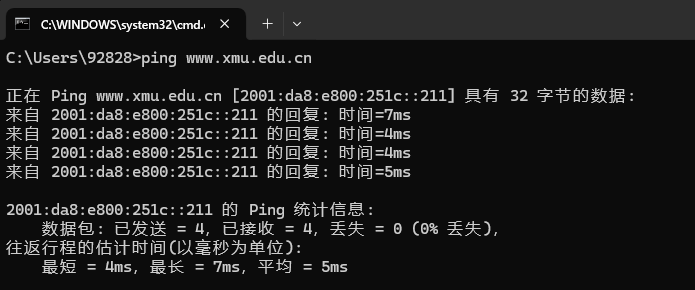 C:\WINDOWS\system32\cmd.
C:\Users\92828>ping www.xmu.edu.cn
正在 Ping www.xmu.edu.cn [2001:da8:e800:251c::211] 具有 32 字节的数据:
来自 2001:da8:e800:251c::211 的回复: 时间=7ms
来自 2001:da8:e800:251c::211 的回复: 时间=4ms
来自 2001:da8:e800:251c::211 的回复: 时间=4ms
来自 2001:da8:e800:251c::211 的回复: 时间=5ms
2001:da8:e800:251c::211 的 Ping 统计信息:
数据包: 已发送 = 4, 已接收 = 4, 丢失 = 0 (0% 丢失),
往返行程的估计时间(以毫秒为单位):
最短 = 4ms, 最长 = 7ms, 平均 = 5ms